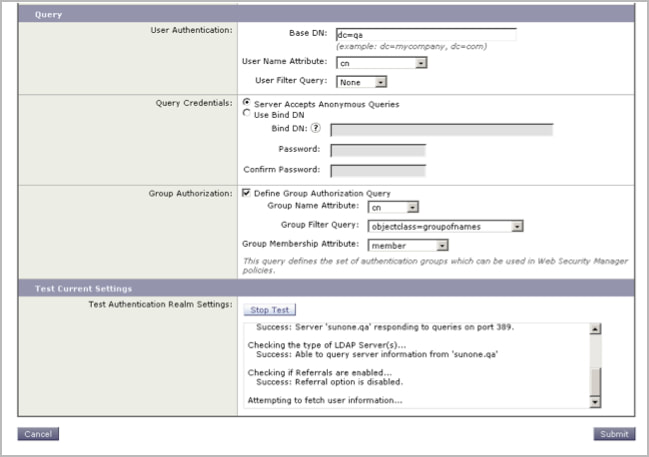 Query
User Authentication:
Base DN: dc=qa
(example: dc=mycompany, dc=com)
User Name Attribute: cn
User Filter Query: None
Query Credentials:
Server Accepts Anonymous Queries
Use Bind DN
Bind DN: ?
Password:
Confirm Password:
Group Authorization:
Define Group Authorization Query
Group Name Attribute: cn
Group Filter Query: objectclass=groupofnames
Group Membership Attribute: member
This query defines the set of authentication groups which can be used in Web Security Manager
policies.
Test Current Settings
Test Authentication Realm Settings:
Stop Test
Success: Server 'sunone.qa' responding to queries on port 389.
Checking the type of LDAP Server(s)...
Success: Able to query server information from 'sunone.qa'
Checking if Referrals are enabled...
Success: Referral option is disabled.
Attempting to fetch user information...
Cancel
Submit